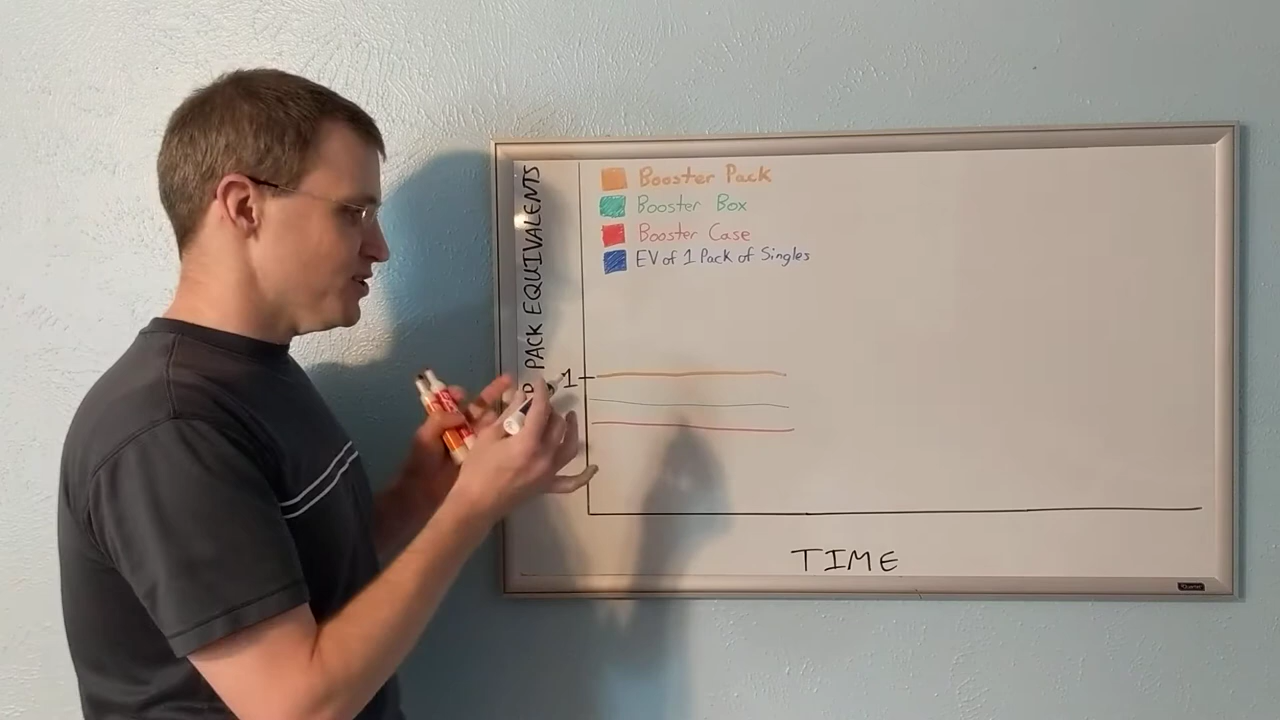 Booster Pack
Booster Box
Booster Case
EV of 1 Pack of Singles
PACK EQUIVALENTS
1
TIME